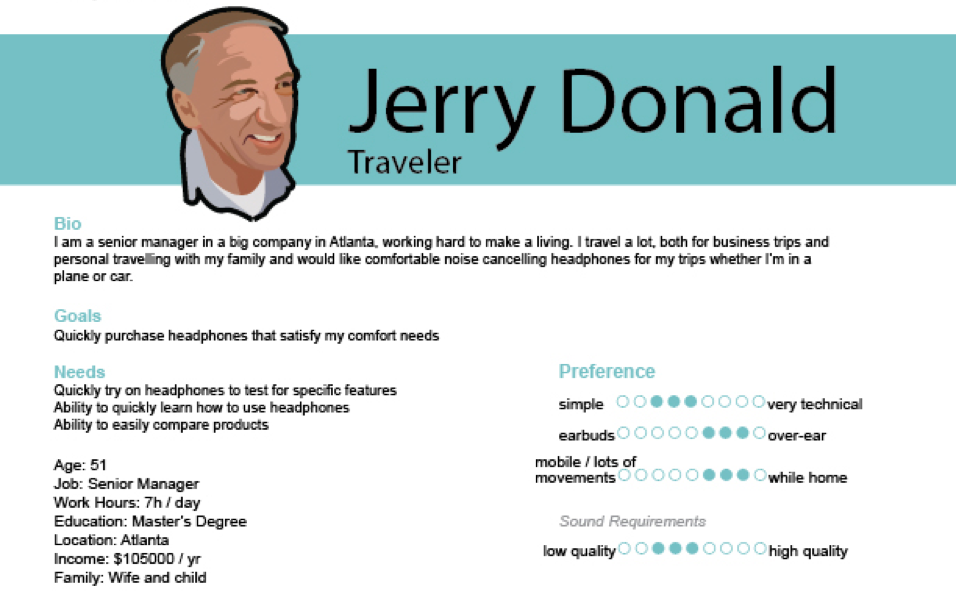 Jerry Donald
Traveler
Bio
I am a senior manager in a big company in Atlanta, working hard to make a living. I travel a lot, both for business trips and
personal travelling with my family and would like comfortable noise cancelling headphones for my trips whether I'm in a
plane or car.
Goals
Quickly purchase headphones that satisfy my comfort needs
Needs
Quickly try on headphones to test for specific features
Ability to quickly learn how to use headphones
Ability to easily compare products
Age: 51
Job: Senior Manager
Work Hours: 7h / day
Education: Master's Degree
Location: Atlanta
Income: $105000 / yr
Family: Wife and child
Preference
simple very technical
earbuds over-ear
mobile / lots of
movements while home
Sound Requirements
low quality high quality